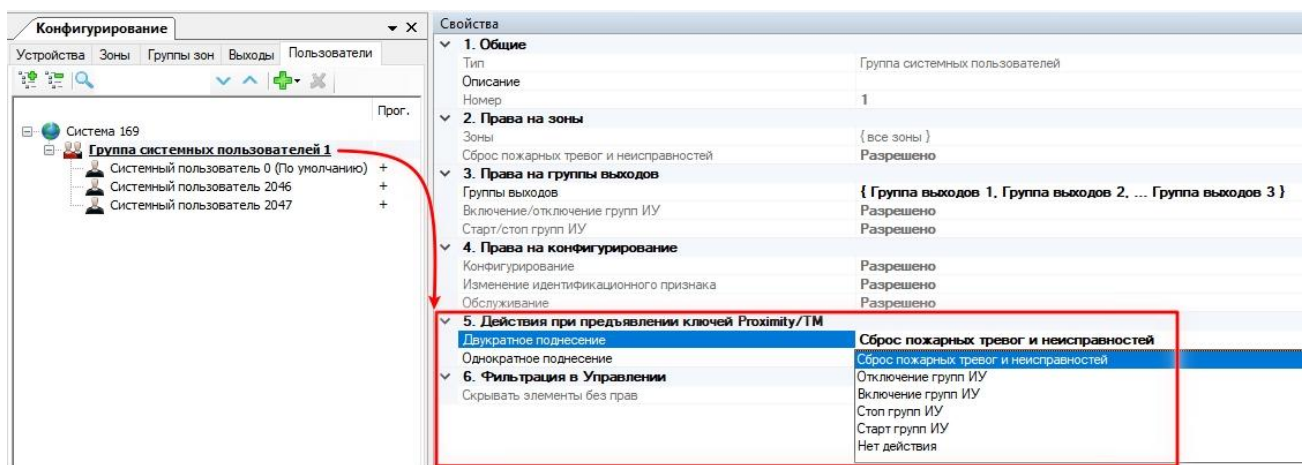 Конфигурирование
Устройства Зоны Группы зон Выходы Пользователи
Прог.
Система 169
Группа системных пользователей 1
Системный пользователь 0 (По умолчанию) +
Системный пользователь 2046 +
Системный пользователь 2047 +
Свойства
1. Общие
Тип Группа системных пользователей
Описание
Номер 1
2. Права на зоны
Зоны { все зоны }
Сброс пожарных тревог и неисправностей Разрешено
3. Права на группы выходов
Группы выходов { Группа выходов 1, Группа выходов 2, ... Группа выходов 3 }
Включение/отключение групп ИУ Разрешено
Старт/стоп групп ИУ Разрешено
4. Права на конфигурирование
Конфигурирование Разрешено
Изменение идентификационного признака Разрешено
Обслуживание Разрешено
5. Действия при предъявлении ключей Proximity/TM
Двукратное поднесение Сброс пожарных тревог и неисправностей
Однократное поднесение Сброс пожарных тревог и неисправностей
6. Фильтрация в Управлении Отключение групп ИУ
Скрывать элементы без прав Включение групп ИУ
Стоп групп ИУ
Старт групп ИУ
Нет действия